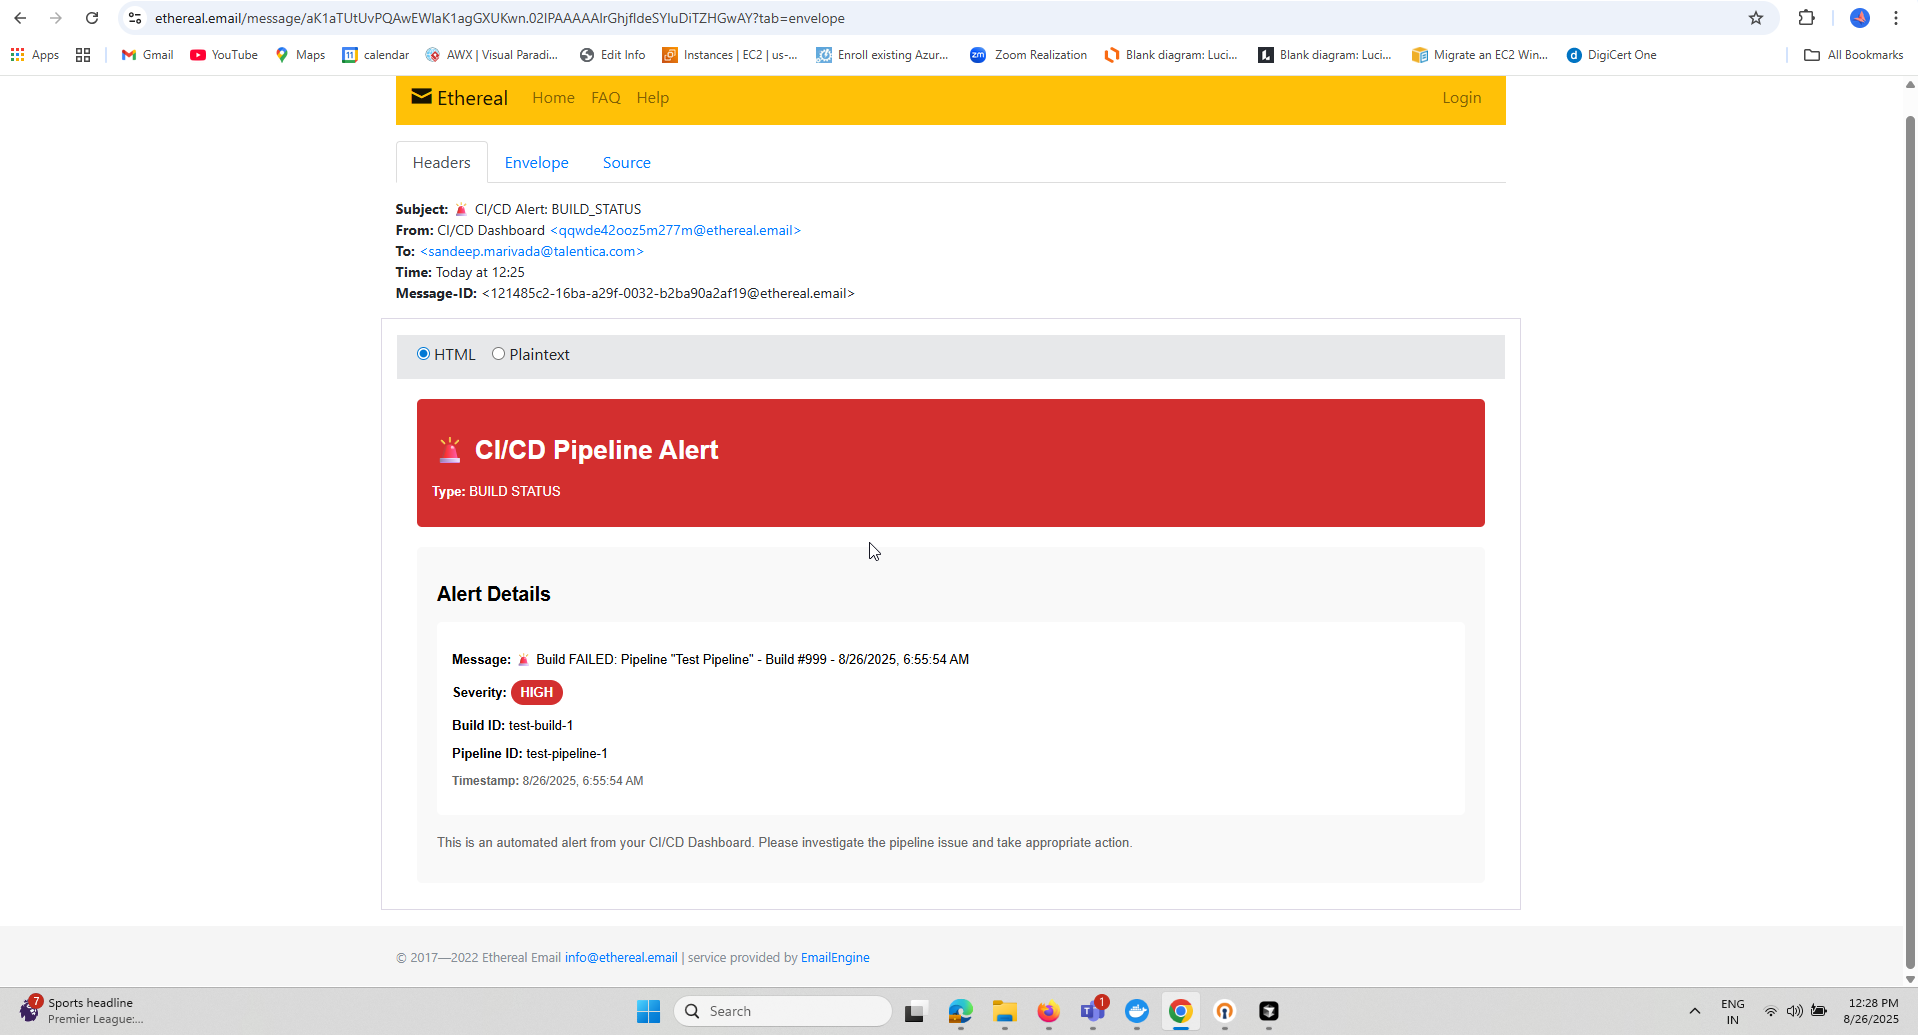 ethereal.email/message/aK1aTUtUvPQAwEWIaK1agGXUKwn.02IPAAAAAIrGhjfIdeSYIuDiTZHGwAY?tab=envelope
Apps Gmail YouTube Maps calendar AWX | Visual Paradi... Edit Info Instances | EC2 | us-... Enroll existing Azur... Zoom Realization Blank diagram: Luci... Blank diagram: Luci... Migrate an EC2 Win... DigiCert One All Bookmarks
Ethereal Home FAQ Help Login
Headers Envelope Source
Subject: 🚨 CI/CD Alert: BUILD_STATUS
From: CI/CD Dashboard <qqwde42ooz5m277m@ethereal.email>
To: <sandeep.marivada@talentica.com>
Time: Today at 12:25
Message-ID: <121485c2-16ba-a29f-0032-b2ba90a2af19@ethereal.email>
HTML Plaintext
🚨 CI/CD Pipeline Alert
Type: BUILD STATUS
Alert Details
Message: 🚨 Build FAILED: Pipeline "Test Pipeline" - Build #999 - 8/26/2025, 6:55:54 AM
Severity: HIGH
Build ID: test-build-1
Pipeline ID: test-pipeline-1
Timestamp: 8/26/2025, 6:55:54 AM
This is an automated alert from your CI/CD Dashboard. Please investigate the pipeline issue and take appropriate action.
© 2017—2022 Ethereal Email info@ethereal.email | service provided by EmailEngine
7 Sports headline
Premier League:...
Search
1
ENG
IN
12:28 PM
8/26/2025